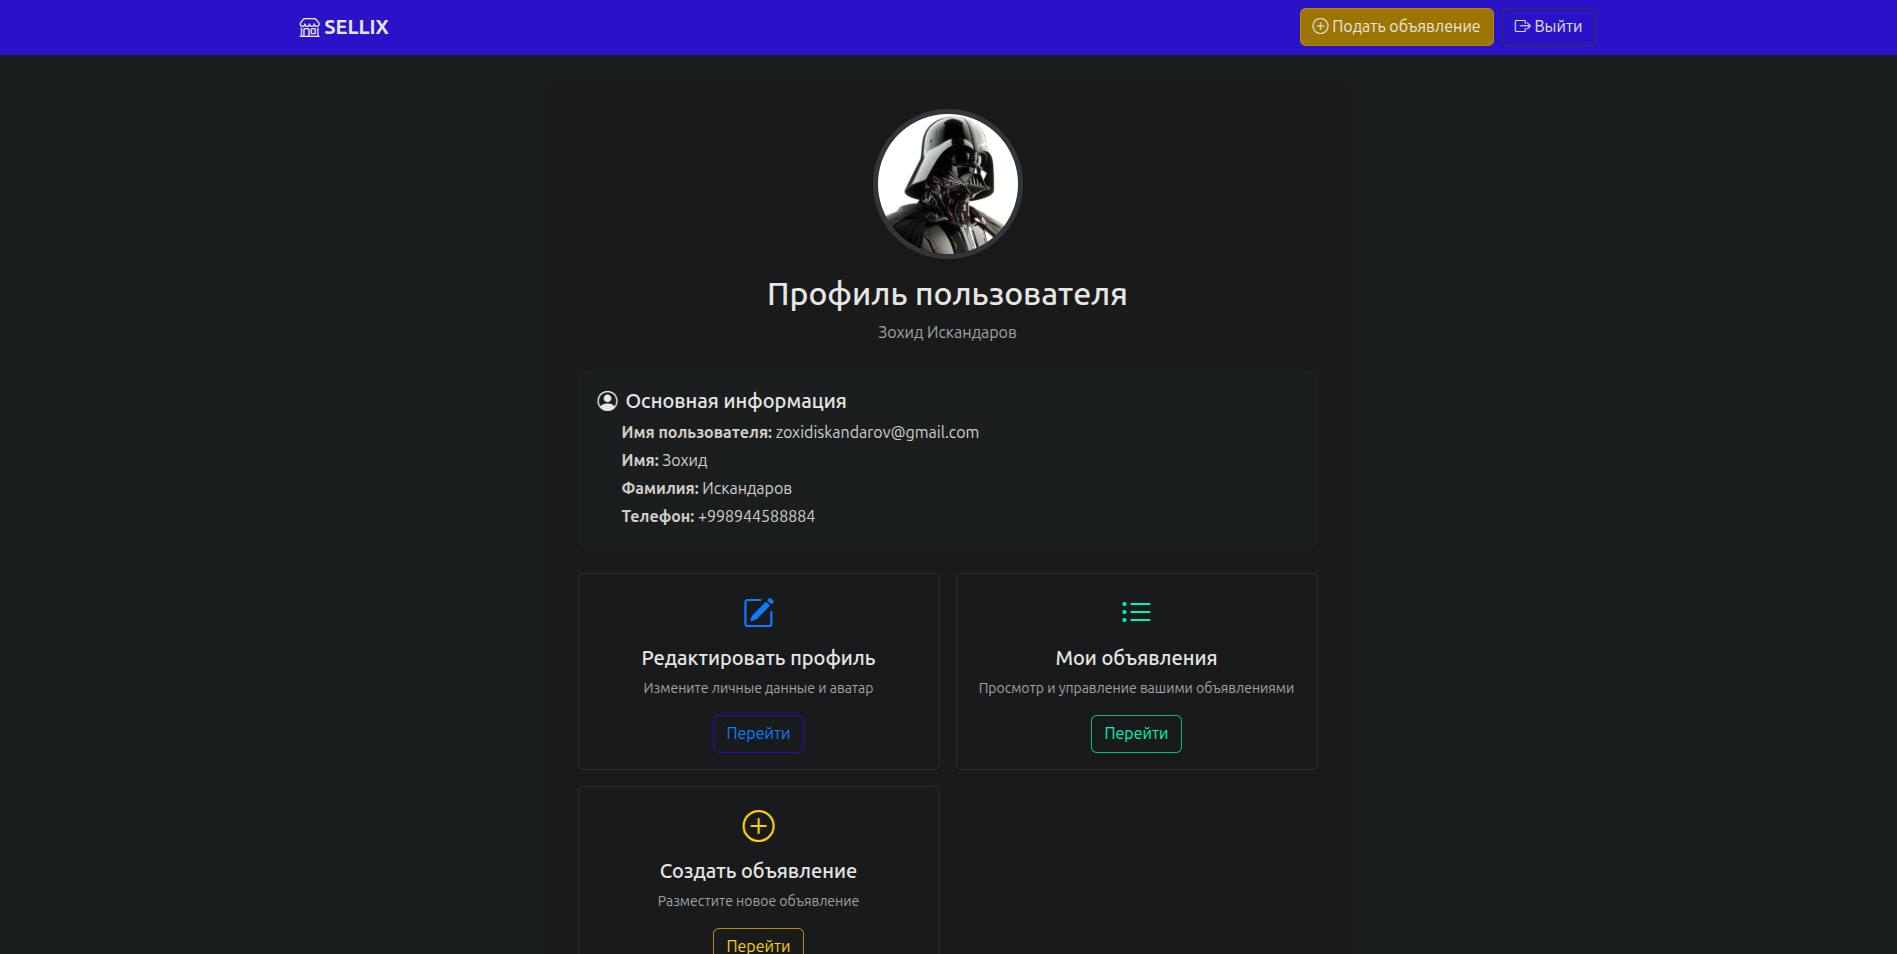 SELLIX
Подать объявление
Выйти
Профиль пользователя
Зохид Искандаров
Основная информация
Имя пользователя: zoxidiskandarov@gmail.com
Имя: Зохид
Фамилия: Искандаров
Телефон: +998944588884
Редактировать профиль
Измените личные данные и аватар
Перейти
Мои объявления
Просмотр и управление вашими объявлениями
Перейти
Создать объявление
Разместите новое объявление
Перейти